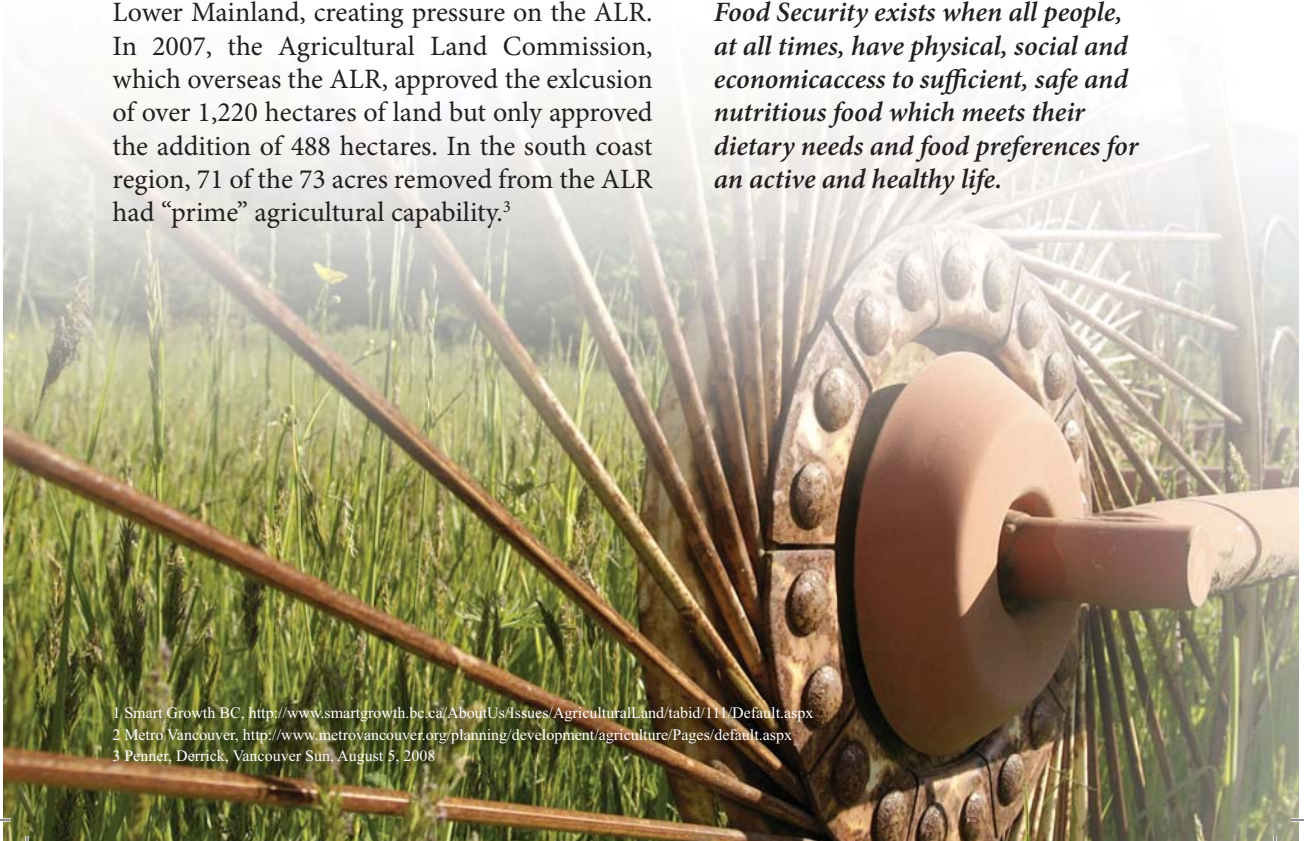 Lower Mainland, creating pressure on the ALR.
In 2007, the Agricultural Land Commission,
which overseas the ALR, approved the exlcusion
of over 1,220 hectares of land but only approved
the addition of 488 hectares. In the south coast
region, 71 of the 73 acres removed from the ALR
had “prime” agricultural capability.3
Food Security exists when all people,
at all times, have physical, social and
economicaccess to sufficient, safe and
nutritious food which meets their
dietary needs and food preferences for
an active and healthy life.
1 Smart Growth BC, http://www.smartgrowth.bc.ca/AboutUs/Issues/AgriculturalLand/tabid/111/Default.aspx
2 Metro Vancouver, http://www.metrovancouver.org/planning/development/agriculture/Pages/default.aspx
3 Penner, Derrick, Vancouver Sun, August 5, 2008